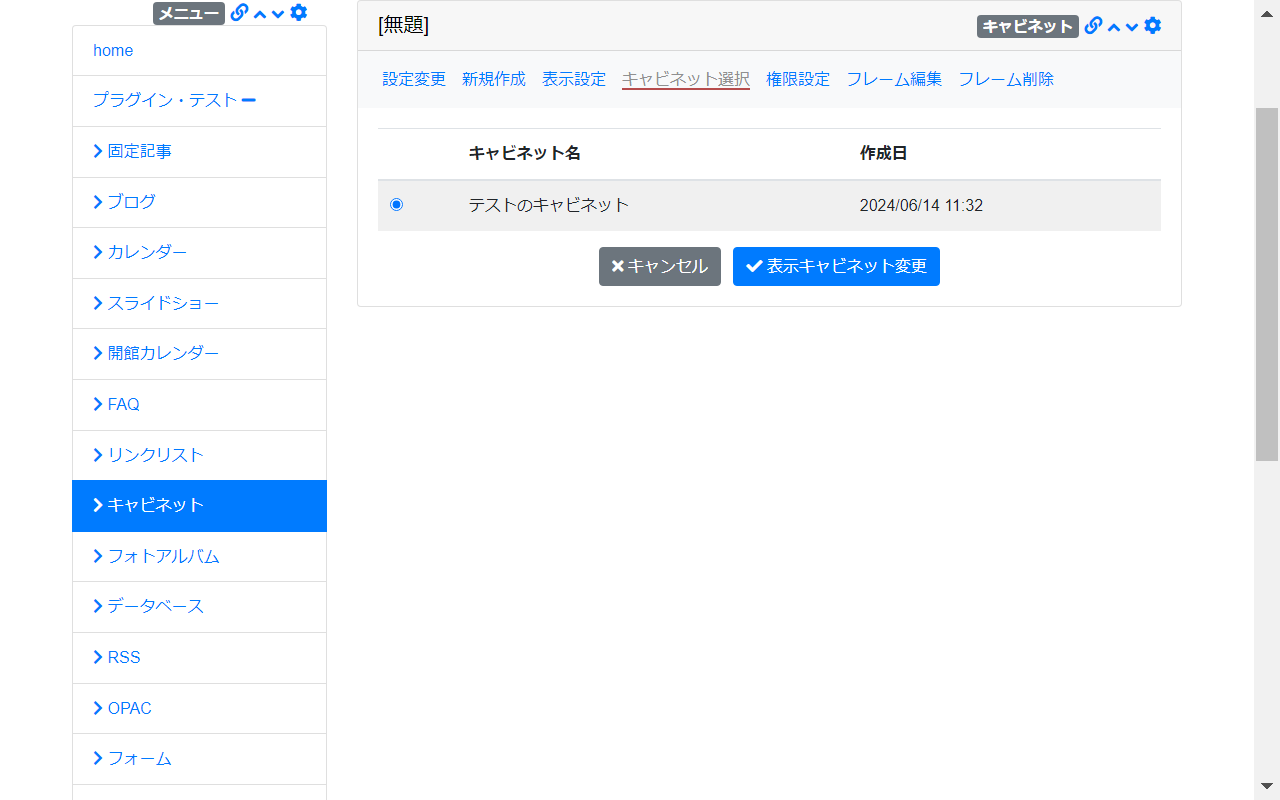 メニュー
home
プラグイン・テスト
固定記事
ブログ
カレンダー
スライドショー
開館カレンダー
FAQ
リンクリスト
キャビネット
フォトアルバム
データベース
RSS
OPAC
フォーム
[無題]
キャビネット
設定変更 新規作成 表示設定 キャビネット選択 権限設定 フレーム編集 フレーム削除
キャビネット名 作成日
テストのキャビネット 2024/06/14 11:32
キャンセル 表示キャビネット変更